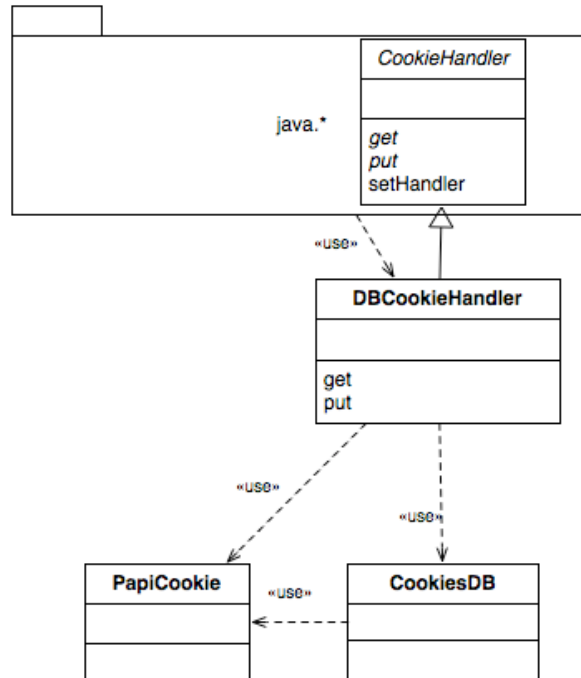 CookieHandler
java.*
get
put
setHandler
«use»
DBCookieHandler
get
put
«use»
«use»
PapiCookie
«use»
CookiesDB